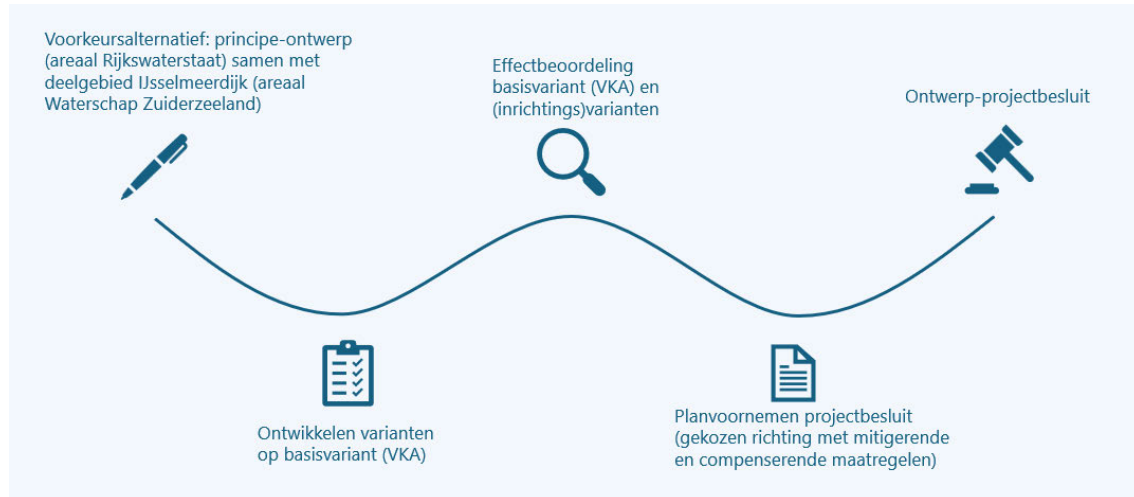 Voorkeursalternatief: principe-ontwerp
(areaal Rijkswaterstaat) samen met
deelgebied IJsselmeerdijk (areaal
Waterschap Zuiderzeeland)
Ontwikkelen varianten
op basisvariant (VKA)
Effectbeoordeling
basisvariant (VKA) en
(inrichtings)varianten
Planvoornemen projectbesluit
(gekozen richting met mitigerende
en compenserende maatregelen)
Ontwerp-projectbesluit